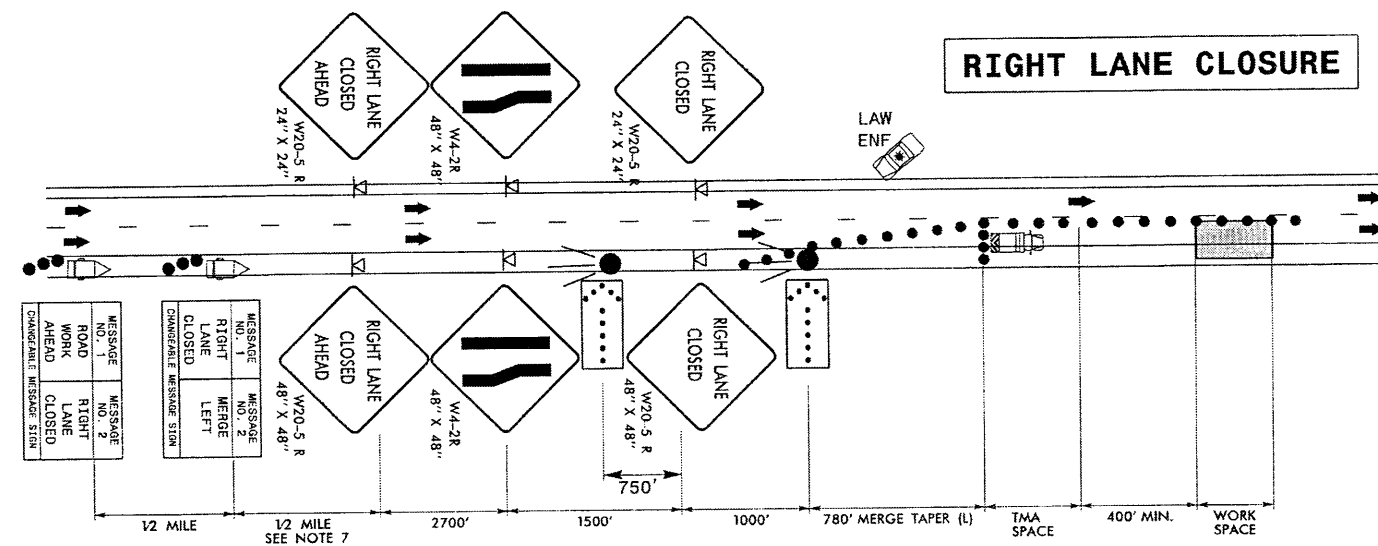 RIGHT LANE CLOSURE
RIGHT LANE
CLOSED
AHEAD
W20-5 R
24" X 24"
W4-2R
48" X 48"
RIGHT LANE
CLOSED
W20-5 R
24" X 24"
LAW
ENF
MESSAGE
NO. 1
ROAD
WORK
AHEAD
MESSAGE
NO. 2
RIGHT
LANE
CLOSED
CHANGEABLE MESSAGE SIGN
MESSAGE
NO. 1
RIGHT
LANE
CLOSED
MESSAGE
NO. 2
MERGE
LEFT
CHANGEABLE MESSAGE SIGN
RIGHT LANE
CLOSED
AHEAD
W20-5 R
48" X 48"
W4-2R
48" X 48"
RIGHT LANE
CLOSED
W20-5 R
48" X 48"
750'
1/2 MILE
1/2 MILE
SEE NOTE 7
2700'
1500'
1000'
780' MERGE TAPER (L)
TMA
SPACE
400' MIN.
WORK
SPACE